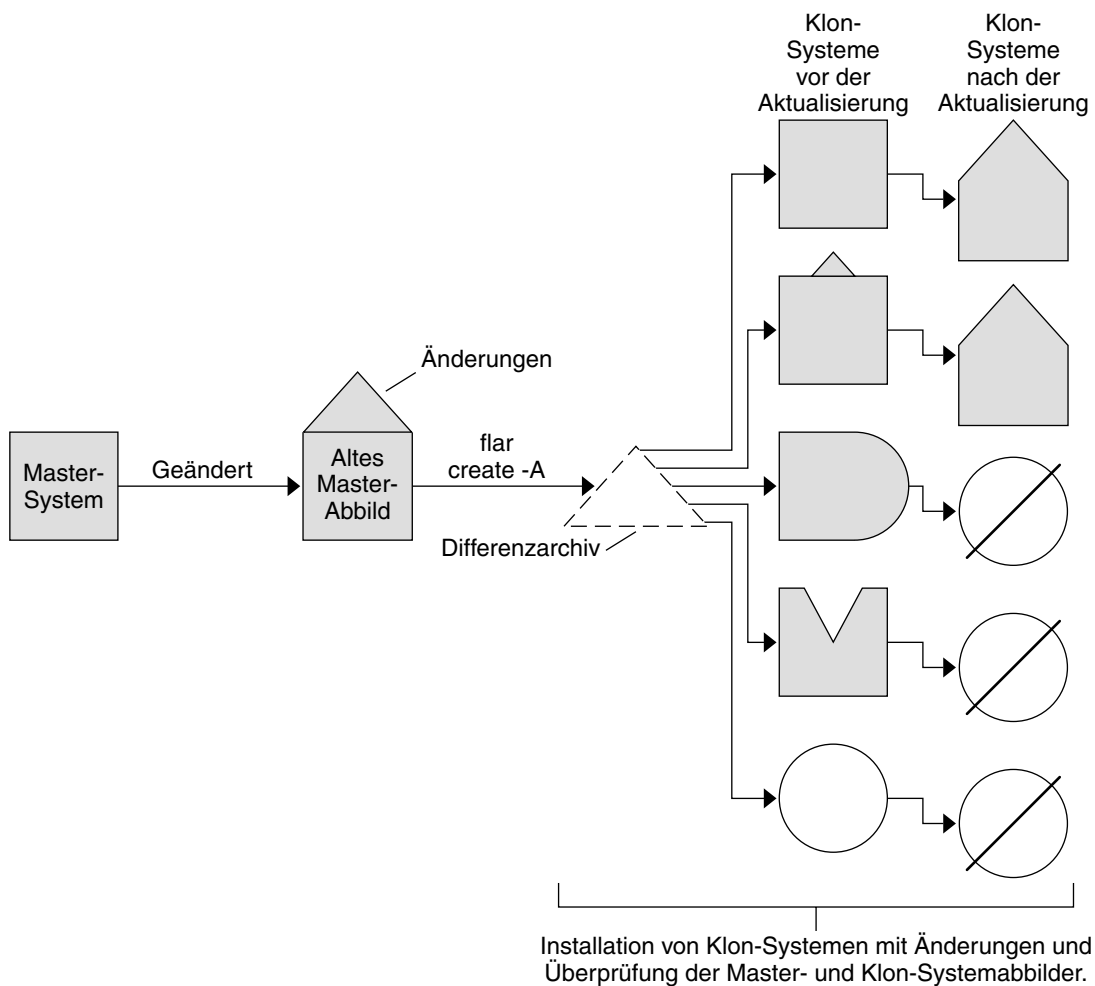 Klon-
Systeme
vor der
Aktualisierung
Klon-
Systeme
nach der
Aktualisierung
Änderungen
Master-
System
Geändert
Altes
Master-
Abbild
flar
create -A
Differenzarchiv
Installation von Klon-Systemen mit Änderungen und
Überprüfung der Master- und Klon-Systemabbilder.